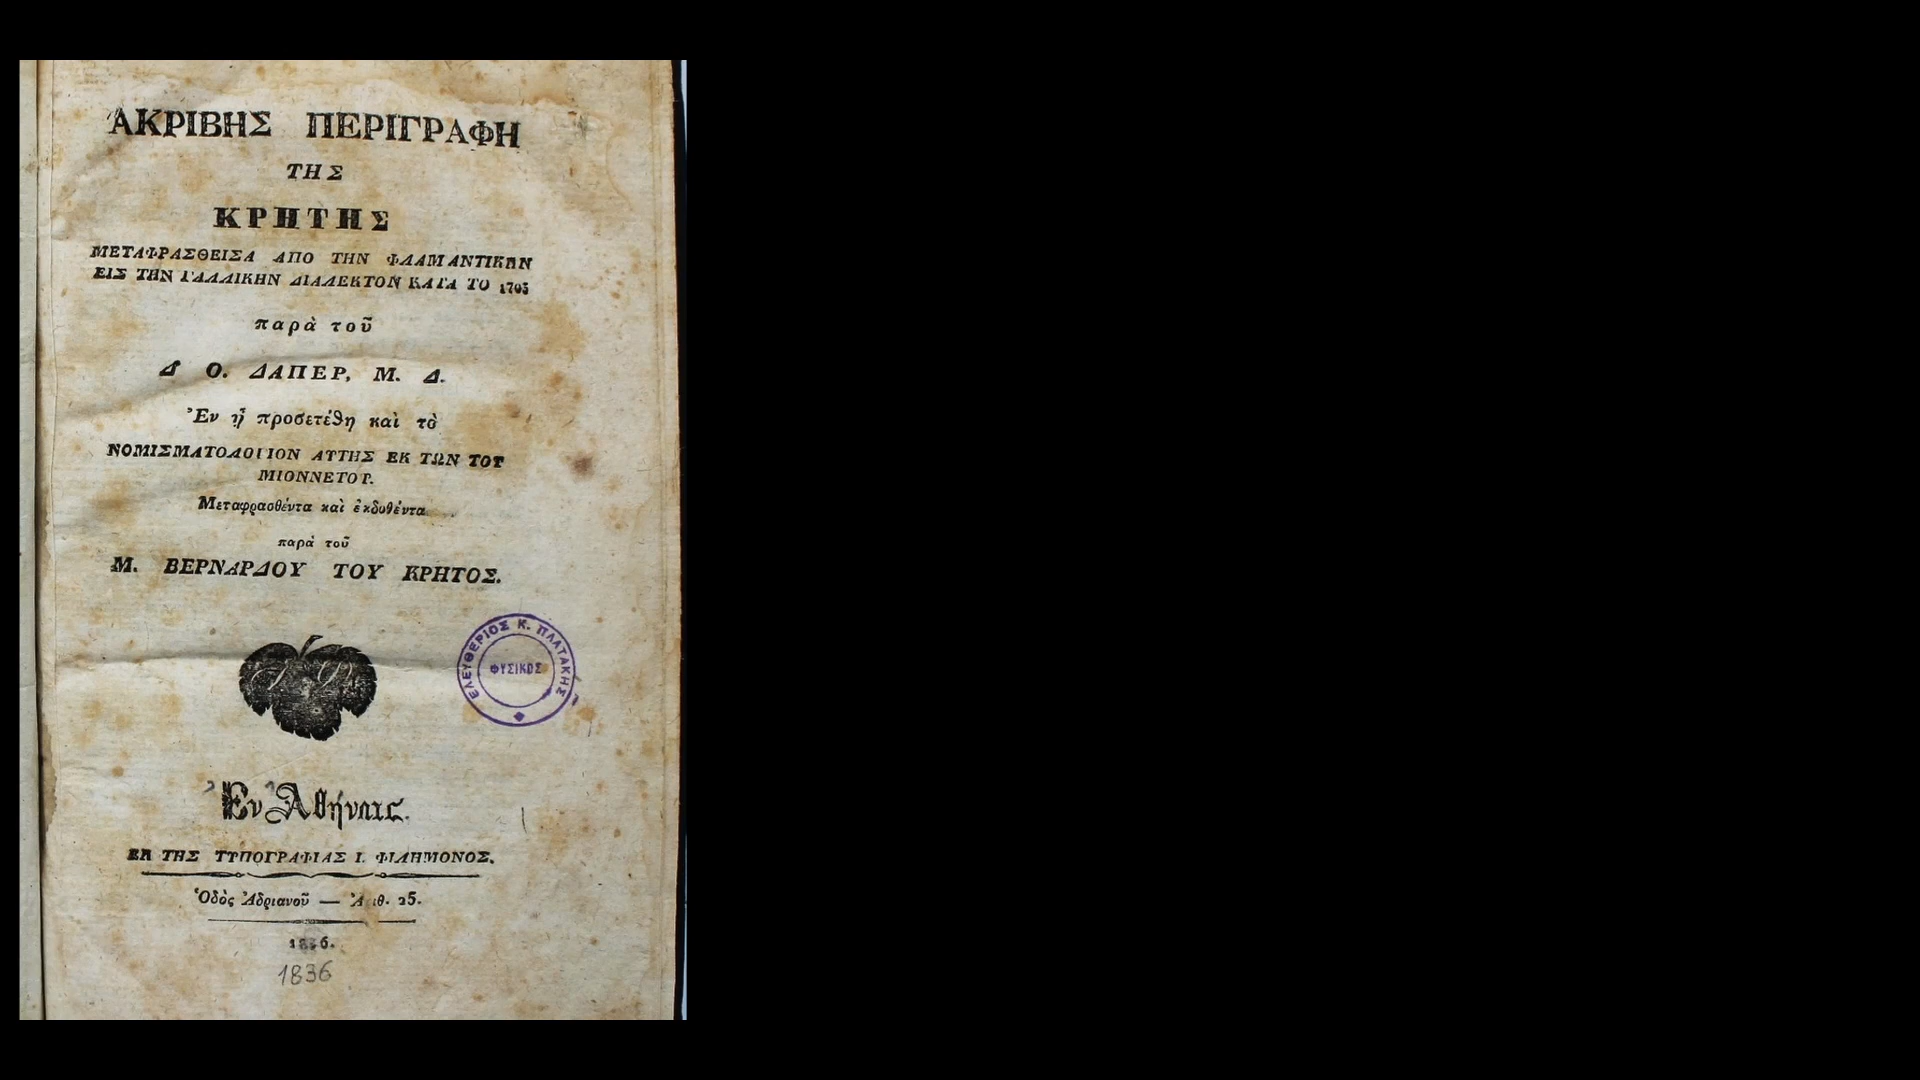 ΑΚΡΙΒΗΣ ΠΕΡΙΓΡΑΦΗ
ΤΗΣ
ΚΡΗΤΗΣ
ΜΕΤΑΦΡΑΣΘΕΙΣΑ ΑΠΟ ΤΗΝ ΦΛΑΜΑΝΤΙΚΗΝ
ΕΙΣ ΤΗΝ ΓΑΛΛΙΚΗΝ ΔΙΑΛΕΚΤΟΝ ΚΑΤΑ ΤΟ 1703
παρὰ τοῦ
Δ Ο. ΔΑΠΕΡ, Μ. Δ.
Ἐν ᾗ προσετέθη καὶ τὸ
ΝΟΜΙΣΜΑΤΟΛΟΓΙΟΝ ΑΥΤΗΣ ΕΚ ΤΩΝ ΤΟΥ
ΜΙΟΝΝΕΤΟΥ.
Μεταφρασθέντα καὶ ἐκδοθέντα
παρὰ τοῦ
Μ. ΒΕΡΝΑΡΔΟΥ ΤΟΥ ΚΡΗΤΟΣ.
ΕΛΕΥΘΕΡΙΟΣ Κ. ΠΛΑΤΑΚΗΣ
ΦΥΣΙΚΟΣ
Ἐν Ἀθήναις.
ΕΚ ΤΗΣ ΤΥΠΟΓΡΑΦΙΑΣ Ι. ΦΙΛΗΜΟΝΟΣ.
Ὁδὸς Ἀδριανοῦ — Ἀριθ. 25.
1836.
1836